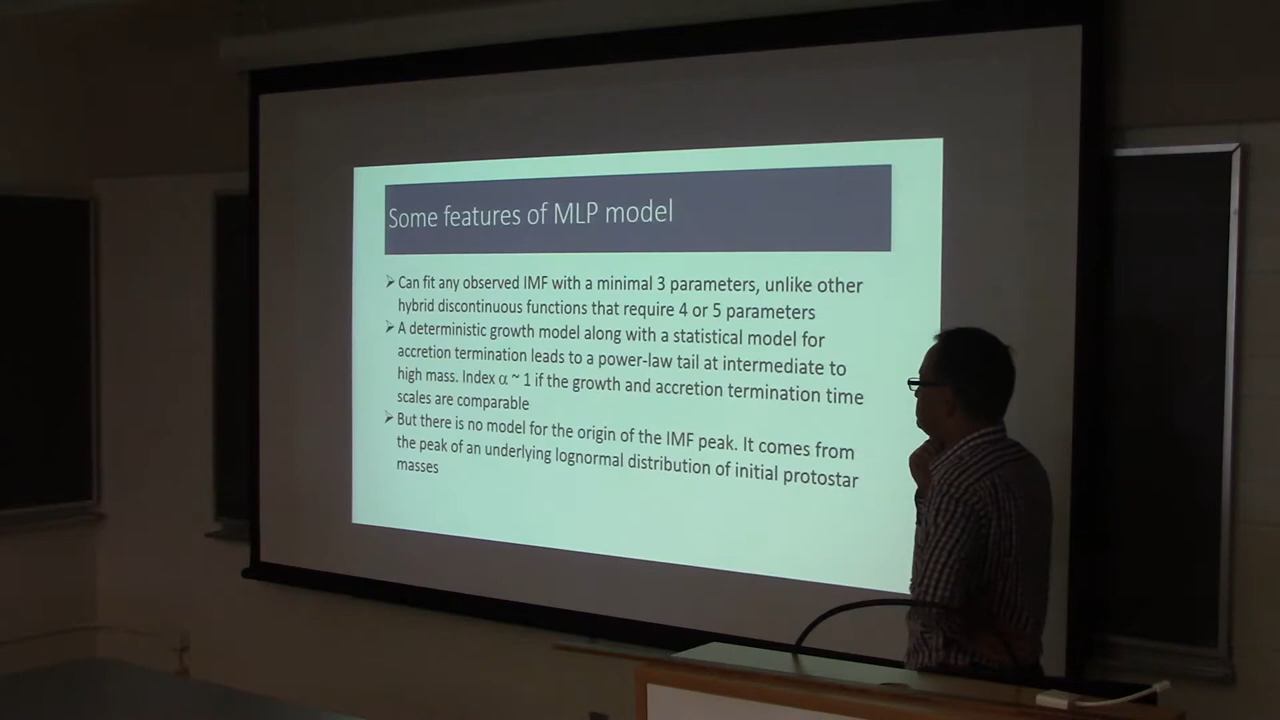 Some features of MLP model
➢ Can fit any observed IMF with a minimal 3 parameters, unlike other
hybrid discontinuous functions that require 4 or 5 parameters
➢ A deterministic growth model along with a statistical model for
accretion termination leads to a power-law tail at intermediate to
high mass. Index α ~ 1 if the growth and accretion termination time
scales are comparable
➢ But there is no model for the origin of the IMF peak. It comes from
the peak of an underlying lognormal distribution of initial protostar
masses